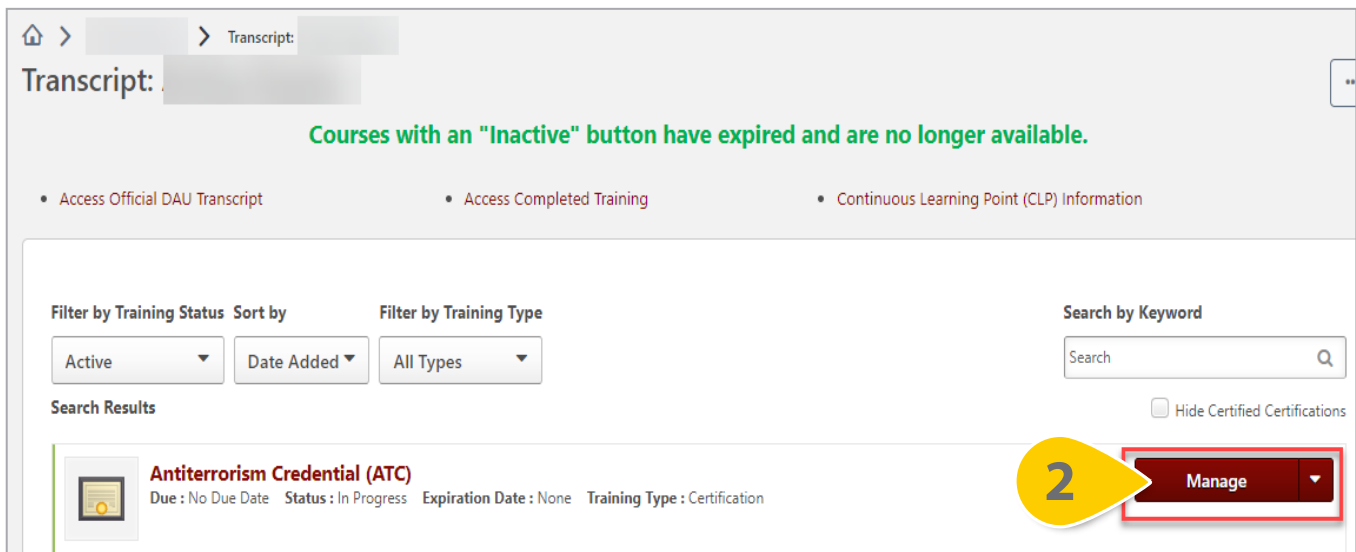 Transcript:
Transcript:
Courses with an "Inactive" button have expired and are no longer available.
• Access Official DAU Transcript • Access Completed Training • Continuous Learning Point (CLP) Information
Filter by Training Status Sort by Filter by Training Type Search by Keyword
Active Date Added All Types Search
Search Results Hide Certified Certifications
Antiterrorism Credential (ATC)
Due : No Due Date Status : In Progress Expiration Date : None Training Type : Certification
2 Manage